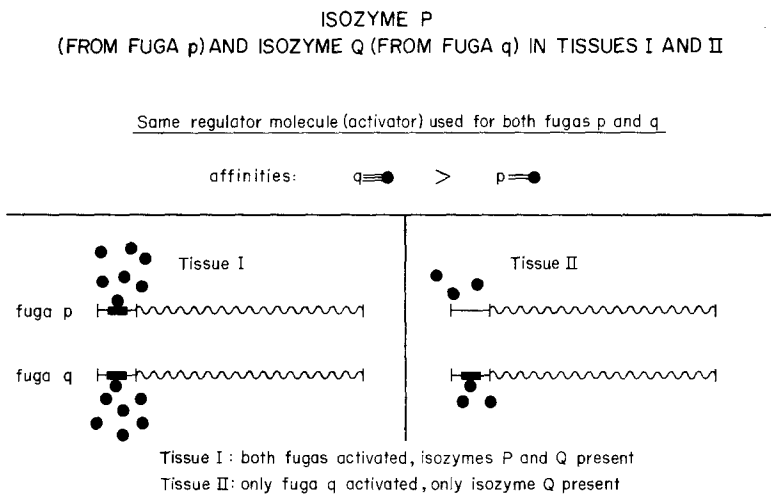 ISOZYME P
(FROM FUGA p) AND ISOZYME Q (FROM FUGA q) IN TISSUES I AND II
Same regulator molecule (activator) used for both fugas p and q
affinities: q > p
Tissue I
Tissue II
fuga p
fuga q
Tissue I : both fugas activated, isozymes P and Q present
Tissue II: only fuga q activated, only isozyme Q present